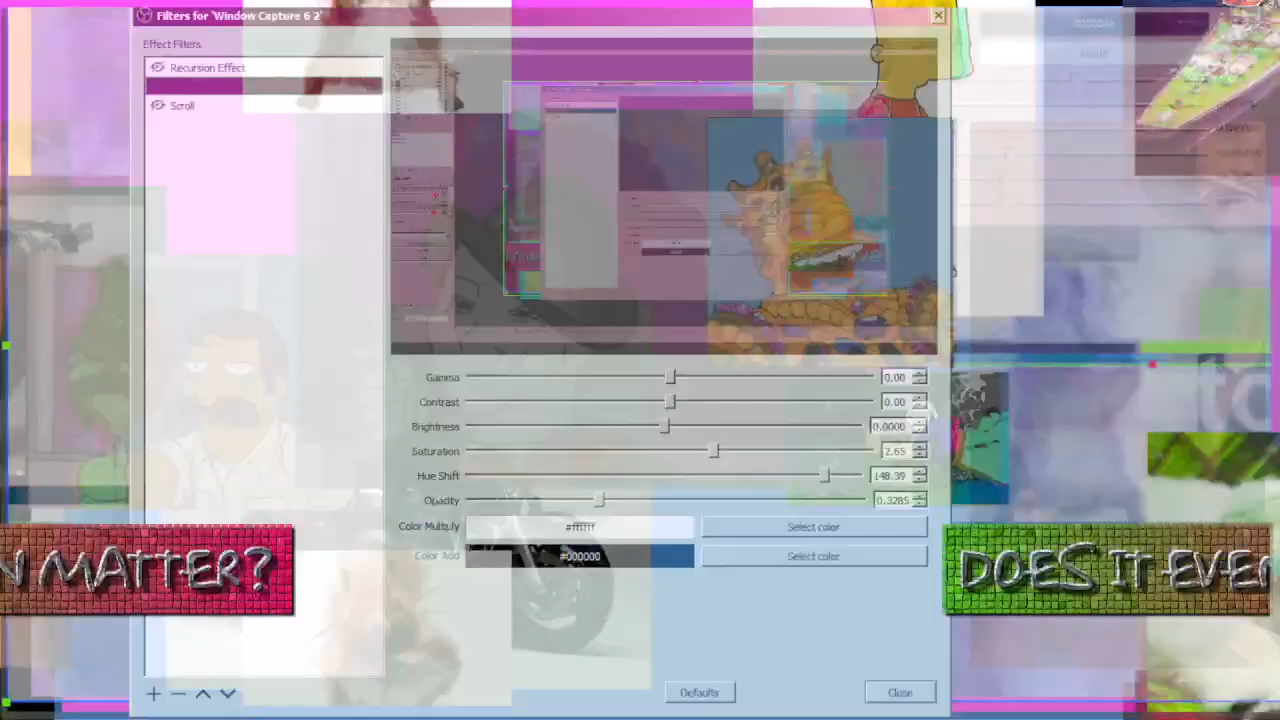 Filters for 'Window Capture 6 2'
Effect Filters
Recursion Effect
Scroll
Gamma 0.00
Contrast 0.00
Brightness 0.0000
Saturation 2.65
Hue Shift 148.39
Opacity 0.3285
Color Multiply #ffffff Select color
Color Add #000000 Select color
N MATTER?
DOES IT EVE
to
Defaults
Close